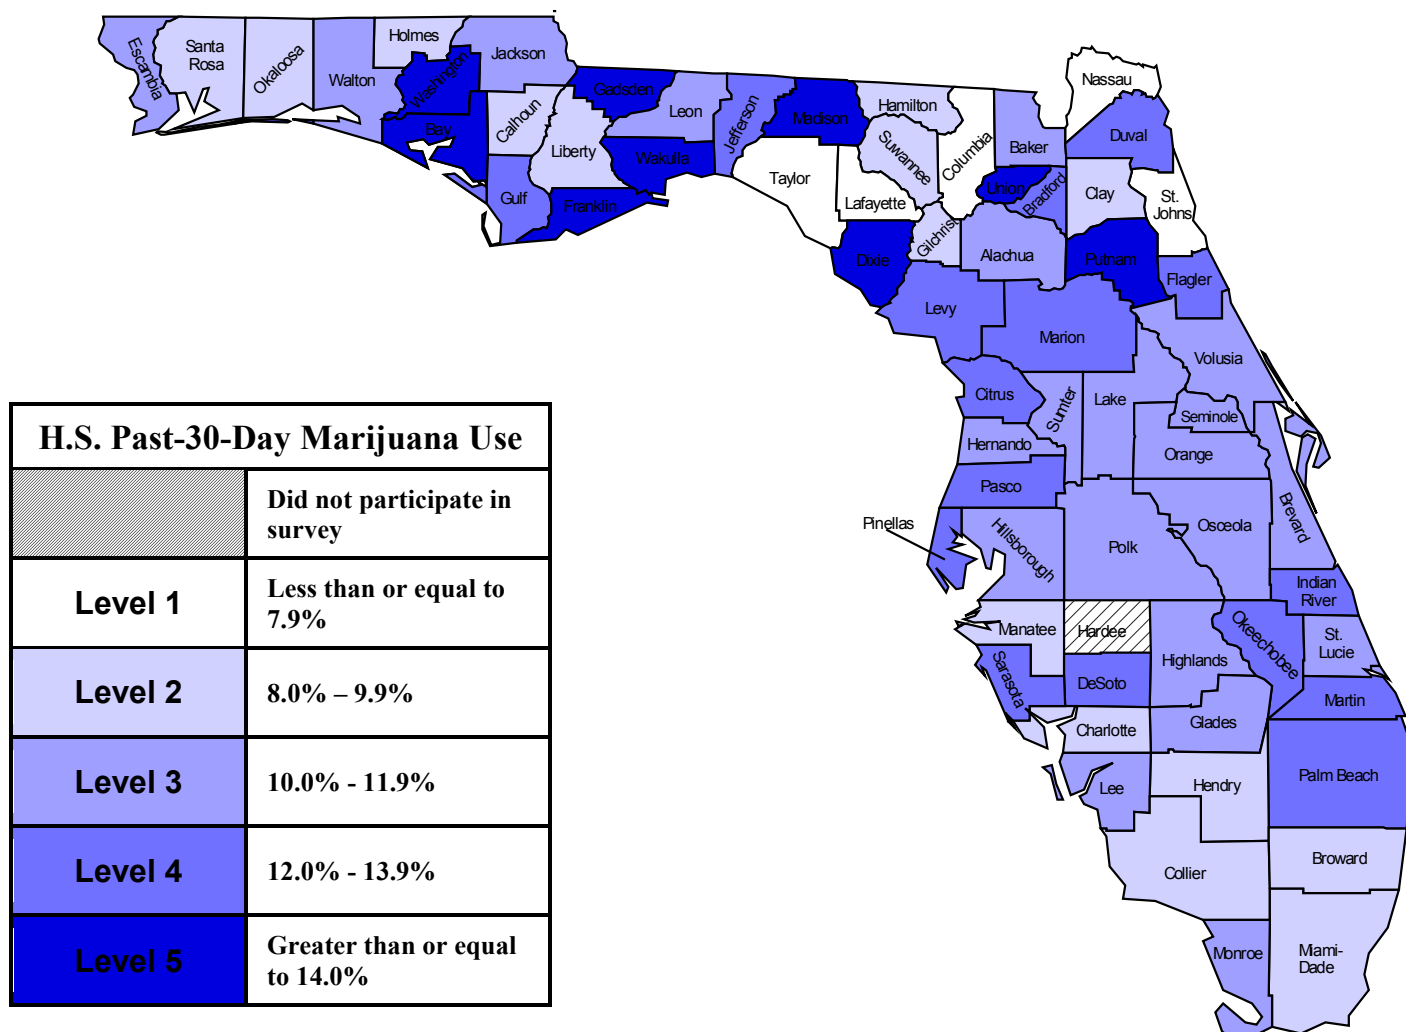 Escambia
Santa
Rosa
Okaloosa
Walton
Holmes
Washington
Jackson
Bay
Calhoun
Gulf
Liberty
Gadsden
Franklin
Leon
Wakulla
Jefferson
Madison
Taylor
Hamilton
Suwannee
Lafayette
Columbia
Dixie
Gilchrist
Baker
Union
Bradford
Alachua
Nassau
Duval
Clay
St.
Johns
Putnam
Flagler
Levy
Marion
Volusia
Citrus
Sumter
Lake
Seminole
Hernando
Orange
Pasco
Brevard
Pinellas
Hillsborough
Polk
Osceola
Indian
River
Manatee
Hardee
Okeechobee
St.
Lucie
Highlands
Sarasota
DeSoto
Martin
Charlotte
Glades
Palm Beach
Lee
Hendry
Collier
Broward
Monroe
Miami-
Dade
H.S. Past-30-Day Marijuana Use
Did not participate in
survey
Level 1
Less than or equal to
7.9%
Level 2
8.0% – 9.9%
Level 3
10.0% - 11.9%
Level 4
12.0% - 13.9%
Level 5
Greater than or equal
to 14.0%